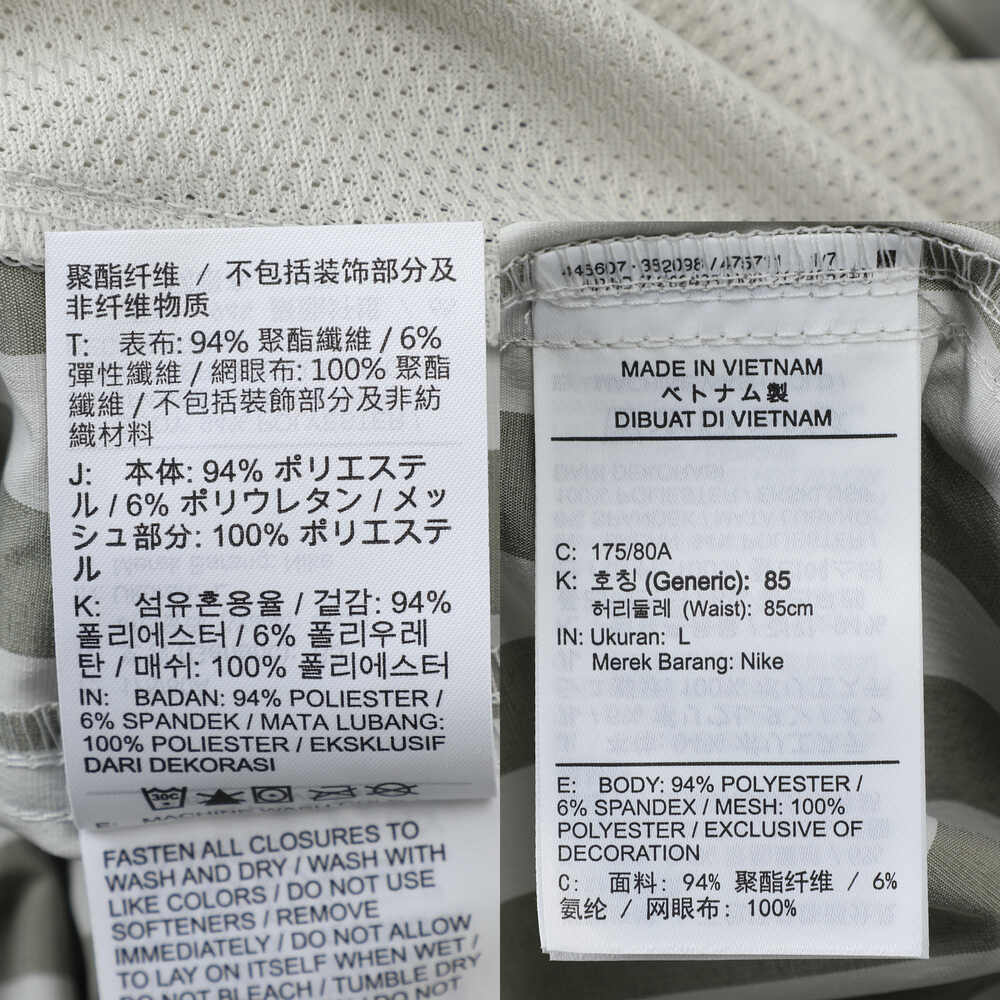 聚酯纤维 / 不包括装饰部分及
非纤维物质
T: 表布: 94% 聚酯纖維 / 6%
彈性纖維 / 網眼布: 100% 聚酯
纖維 / 不包括裝飾部分及非紡
織材料
J: 本体: 94% ポリエステ
ル / 6% ポリウレタン / メッ
シュ部分: 100% ポリエステ
ル
K: 섬유혼용율 / 겉감: 94%
폴리에스터 / 6% 폴리우레
탄 / 매쉬: 100% 폴리에스터
IN: BADAN: 94% POLIESTER /
6% SPANDEK / MATA LUBANG:
100% POLIESTER / EKSKLUSIF
DARI DEKORASI
FASTEN ALL CLOSURES TO
WASH AND DRY / WASH WITH
LIKE COLORS / DO NOT USE
SOFTENERS / REMOVE
IMMEDIATELY / DO NOT ALLOW
TO LAY ON ITSELF WHEN WET /
DO NOT BLEACH / TUMBLE DRY
DO NOT
MADE IN VIETNAM
ベトナム製
DIBUAT DI VIETNAM
C: 175/80A
K: 호칭 (Generic): 85
허리둘레 (Waist): 85cm
IN: Ukuran: L
Merek Barang: Nike
E: BODY: 94% POLYESTER /
6% SPANDEX / MESH: 100%
POLYESTER / EXCLUSIVE OF
DECORATION
C: 面料: 94% 聚酯纤维 / 6%
氨纶 / 网眼布: 100%